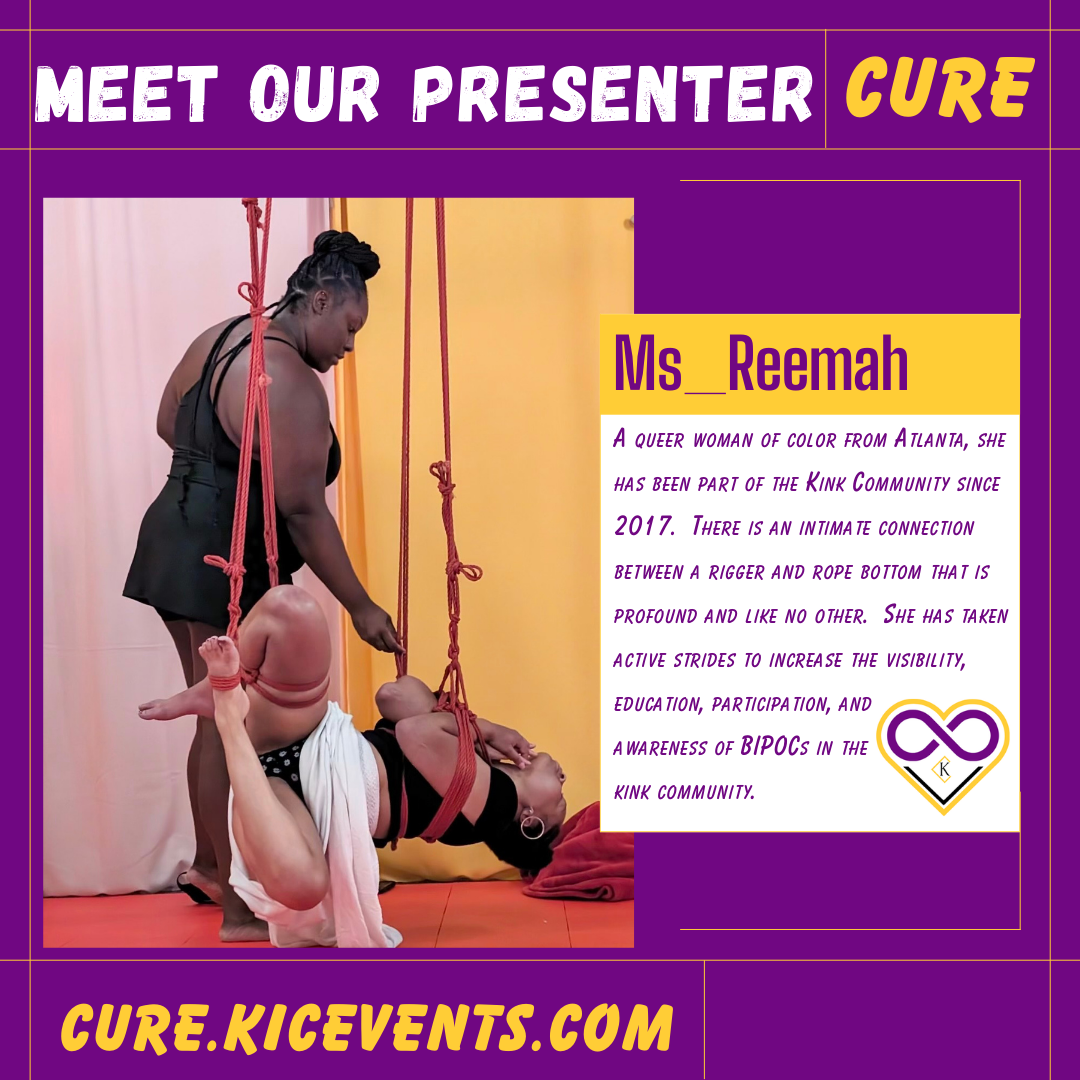 MEET OUR PRESENTER
CURE
Ms_Reemah
A QUEER WOMAN OF COLOR FROM ATLANTA, SHE
HAS BEEN PART OF THE KINK COMMUNITY SINCE
2017. THERE IS AN INTIMATE CONNECTION
BETWEEN A RIGGER AND ROPE BOTTOM THAT IS
PROFOUND AND LIKE NO OTHER. SHE HAS TAKEN
ACTIVE STRIDES TO INCREASE THE VISIBILITY,
EDUCATION, PARTICIPATION, AND
AWARENESS OF BIPOCS IN THE
KINK COMMUNITY.
K
CURE.KICEVENTS.COM